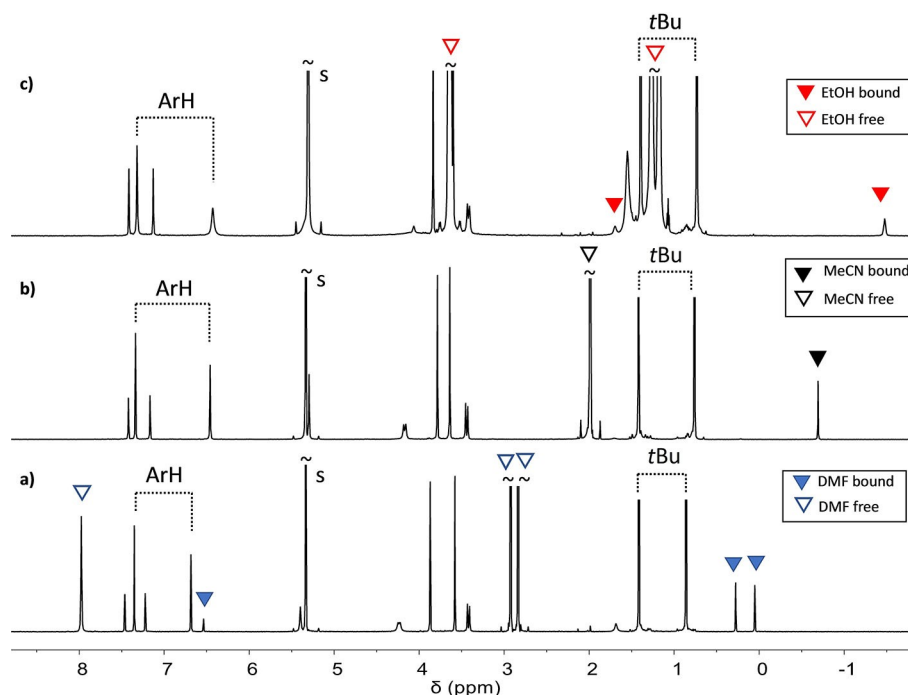 c)
ArH
~
s
~
tBu
~
EtOH bound
EtOH free
b)
ArH
~
s
~
tBu
MeCN bound
MeCN free
a)
ArH
~
s
~ ~
tBu
DMF bound
DMF free
8 7 6 5 4 3 2 1 0 -1
δ (ppm)